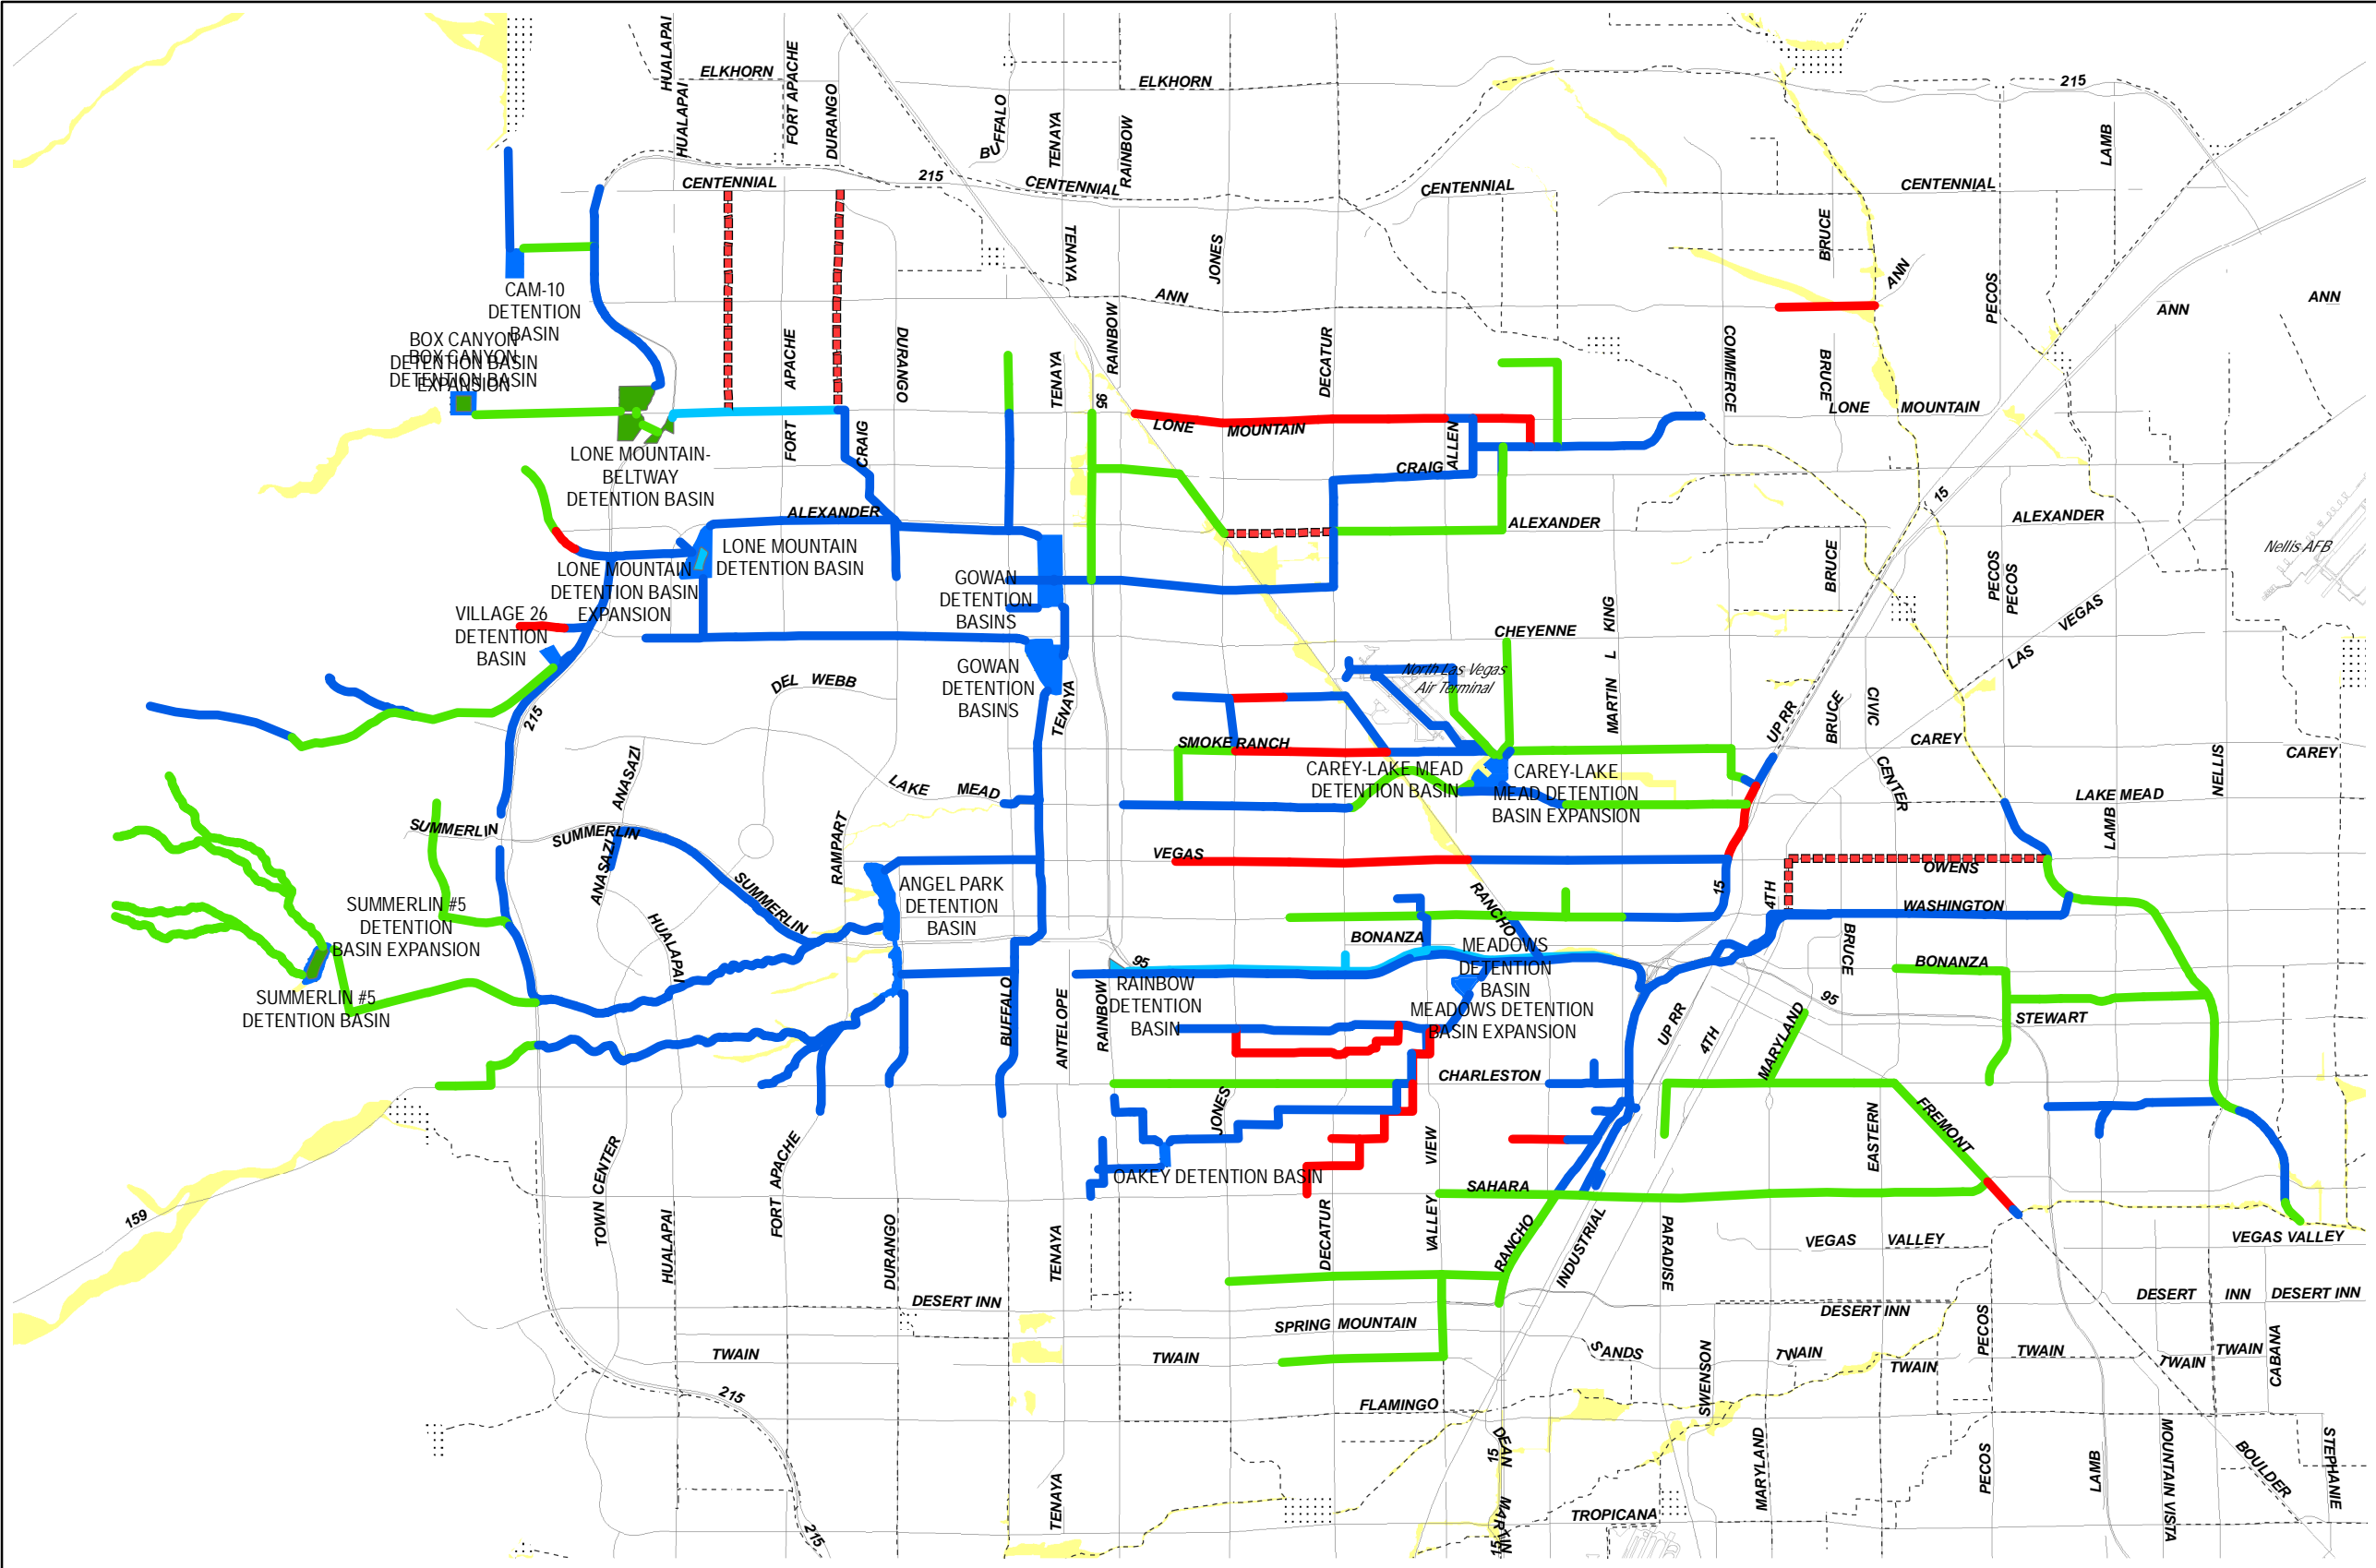 HUALAPAI
ELKHORN
FORT APACHE
DURANGO
HUALAPAI
BUFFALO
TENAYA
RAINBOW
ELKHORN
215
LAMB
CENTENNIAL
215
CENTENNIAL
CENTENNIAL
CENTENNIAL
BRUCE
TENAYA
JONES
ANN
PECOS
CAM-10
DETENTION
BASIN
ANN
ANN
ANN
BOX CANYON
DETENTION BASIN
EXPANSION
BOX CANYON
DETENTION BASIN
APACHE
FORT
DURANGO
CRAIG
TENAYA
RAINBOW
95
DECATUR
COMMERCE
BRUCE
LONE MOUNTAIN
LONE MOUNTAIN
ALLEN
CRAIG
LONE MOUNTAIN-
BELTWAY
DETENTION BASIN
ALEXANDER
ALEXANDER
ALEXANDER
15
Nellis AFB
LONE MOUNTAIN
DETENTION BASIN
LONE MOUNTAIN
DETENTION BASIN
EXPANSION
GOWAN
DETENTION
BASINS
BRUCE
PECOS
PECOS
VILLAGE 26
DETENTION
BASIN
MARTIN L KING
CHEYENNE
LAS VEGAS
GOWAN
DETENTION
BASINS
DEL WEBB
North Las Vegas
Air Terminal
TENAYA
215
UP RR
BRUCE
CIVIC
CENTER
CAREY
CAREY
NELLIS
SMOKE RANCH
ANASAZI
LAKE MEAD
CAREY-LAKE MEAD
DETENTION BASIN
CAREY-LAKE
MEAD DETENTION
BASIN EXPANSION
LAKE MEAD
LAMB
SUMMERLIN
SUMMERLIN
RAMPART
VEGAS
OWENS
ANASAZI
SUMMERLIN
ANGEL PARK
DETENTION
BASIN
RANCHO
15
4TH
WASHINGTON
SUMMERLIN #5
DETENTION
BASIN EXPANSION
HUALAPAI
BONANZA
MEADOWS
DETENTION
BASIN
BRUCE
BONANZA
95
SUMMERLIN #5
DETENTION BASIN
RAINBOW
DETENTION
BASIN
MEADOWS DETENTION
BASIN EXPANSION
95
STEWART
BUFFALO
ANTELOPE
RAINBOW
UP RR
4TH
MARYLAND
CHARLESTON
JONES
FREMONT
EASTERN
VIEW
VALLEY
OAKEY DETENTION BASIN
SAHARA
159
TOWN CENTER
FORT APACHE
HUALAPAI
DURANGO
TENAYA
DECATUR
RANCHO
INDUSTRIAL
PARADISE
VEGAS VALLEY
VEGAS VALLEY
DESERT INN
DESERT INN
DESERT INN
DESERT INN
SPRING MOUNTAIN
TWAIN
TWAIN
SANDS
TWAIN
TWAIN
PECOS
TWAIN
TWAIN
TWAIN
CABANA
SWENSON
215
FLAMINGO
DEAN
15
MARTIN
15
MARYLAND
PECOS
LAMB
MOUNTAIN VISTA
BOULDER
STEPHANIE
TENAYA
215
TROPICANA